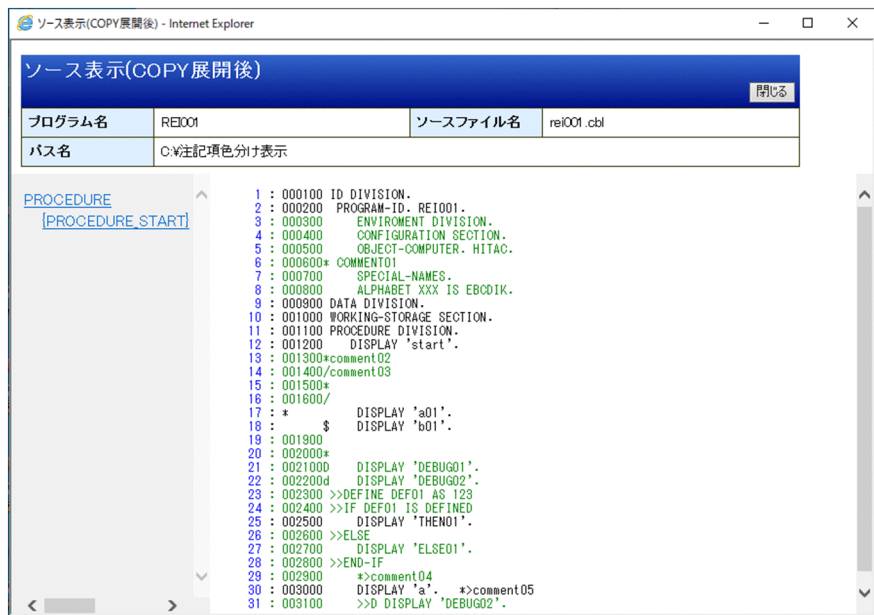 ソース表示(COPY展開後) - Internet Explorer
ソース表示(COPY展開後)
閉じる
プログラム名 REI001 ソースファイル名 rei001.cbl
パス名 C:¥注記項色分け表示
PROCEDURE
{PROCEDURE_START}
1 : 000100 ID DIVISION.
2 : 000200  PROGRAM-ID. REI001.
3 : 000300     ENVIROMENT DIVISION.
4 : 000400     CONFIGURATION SECTION.
5 : 000500     OBJECT-COMPUTER. HITAC.
6 : 000600* COMMENT01
7 : 000700     SPECIAL-NAMES.
8 : 000800     ALPHABET XXX IS EBCDIK.
9 : 000900 DATA DIVISION.
10 : 001000 WORKING-STORAGE SECTION.
11 : 001100 PROCEDURE DIVISION.
12 : 001200    DISPLAY 'start'.
13 : 001300*comment02
14 : 001400/comment03
15 : 001500*
16 : 001600/
17 : *          DISPLAY 'a01'.
18 :       $    DISPLAY 'b01'.
19 : 001900
20 : 002000*
21 : 002100D    DISPLAY 'DEBUG01'.
22 : 002200d    DISPLAY 'DEBUG02'.
23 : 002300 >>DEFINE DEF01 AS 123
24 : 002400 >>IF DEF01 IS DEFINED
25 : 002500     DISPLAY 'THEN01'.
26 : 002600 >>ELSE
27 : 002700     DISPLAY 'ELSE01'.
28 : 002800 >>END-IF
29 : 002900     *>comment04
30 : 003000     DISPLAY 'a'.   *>comment05
31 : 003100     >>D DISPLAY 'DEBUG02'.